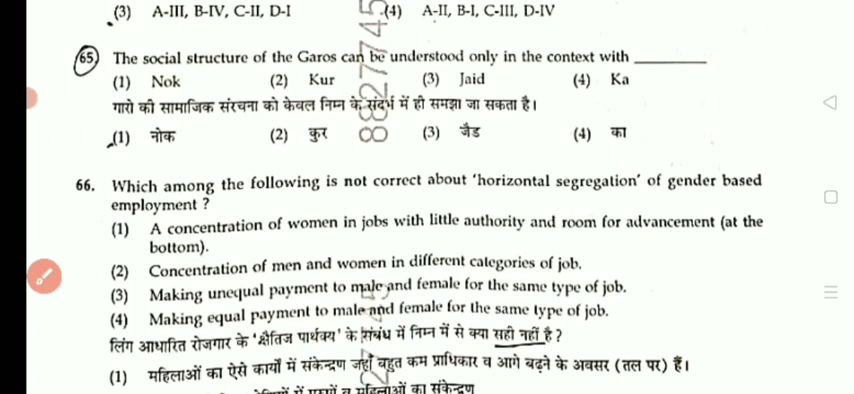 (3) A-III, B-IV, C-II, D-I (4) A-II, B-I, C-III, D-IV
65. The social structure of the Garos can be understood only in the context with ________
(1) Nok (2) Kur (3) Jaid (4) Ka
गारो की सामाजिक संरचना को केवल निम्न के संदर्भ में ही समझा जा सकता है।
(1) नोक (2) कुर (3) जैड (4) का
66. Which among the following is not correct about ‘horizontal segregation’ of gender based
employment ?
(1) A concentration of women in jobs with little authority and room for advancement (at the
bottom).
(2) Concentration of men and women in different categories of job.
(3) Making unequal payment to male and female for the same type of job.
(4) Making equal payment to male and female for the same type of job.
लिंग आधारित रोजगार के ‘क्षैतिज पार्थक्य’ के संबंध में निम्न में से क्या सही नहीं है ?
(1) महिलाओं का ऐसे कार्यों में संकेन्द्रण जहाँ बहुत कम प्राधिकार व आगे बढ़ने के अवसर (तल पर) हैं।
में पुरुषों व महिलाओं का संकेन्द्रण
8827745